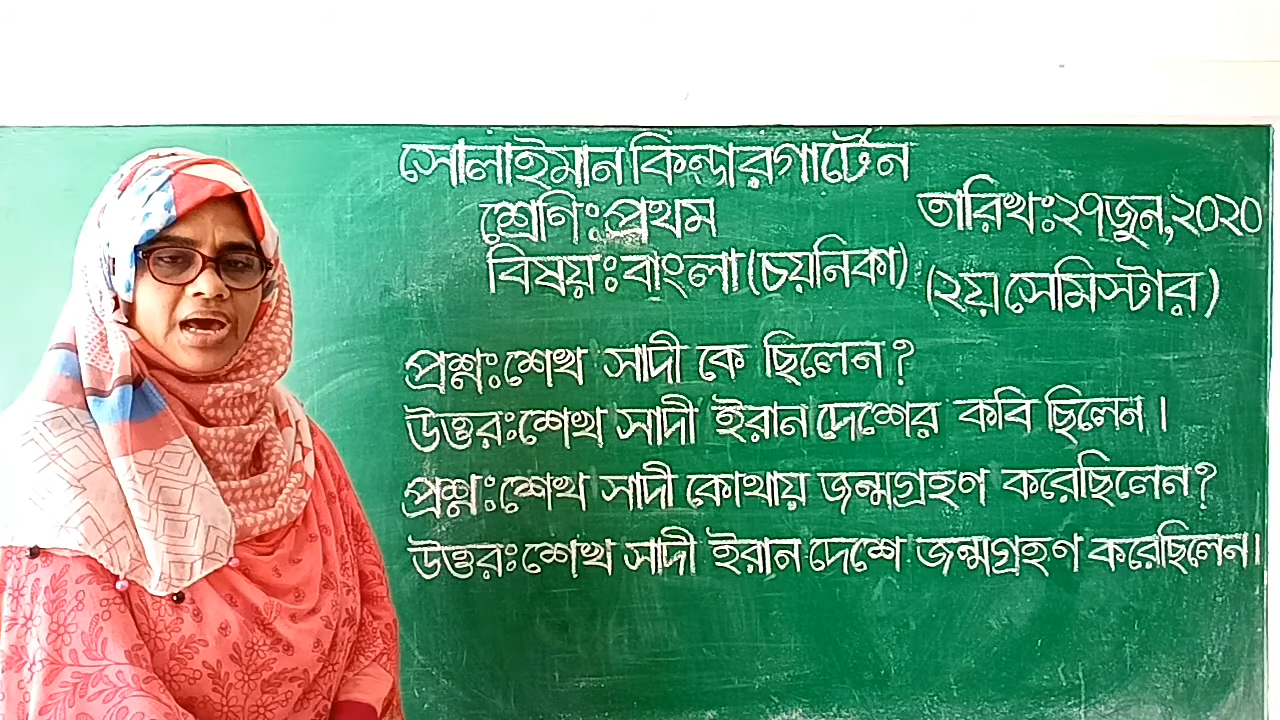 সোলাইমান কিন্ডারগার্টেন
শ্রেণি:প্রথম
তারিখ:২৭জুন,২০২০
বিষয়:বাংলা(চয়নিকা)
(২য় সেমিস্টার)
প্রশ্ন:শেখ সাদী কে ছিলেন?
উত্তর:শেখ সাদী ইরান দেশের কবি ছিলেন।
প্রশ্ন:শেখ সাদী কোথায় জন্মগ্রহণ করেছিলেন?
উত্তর:শেখ সাদী ইরান দেশে জন্মগ্রহণ করেছিলেন।